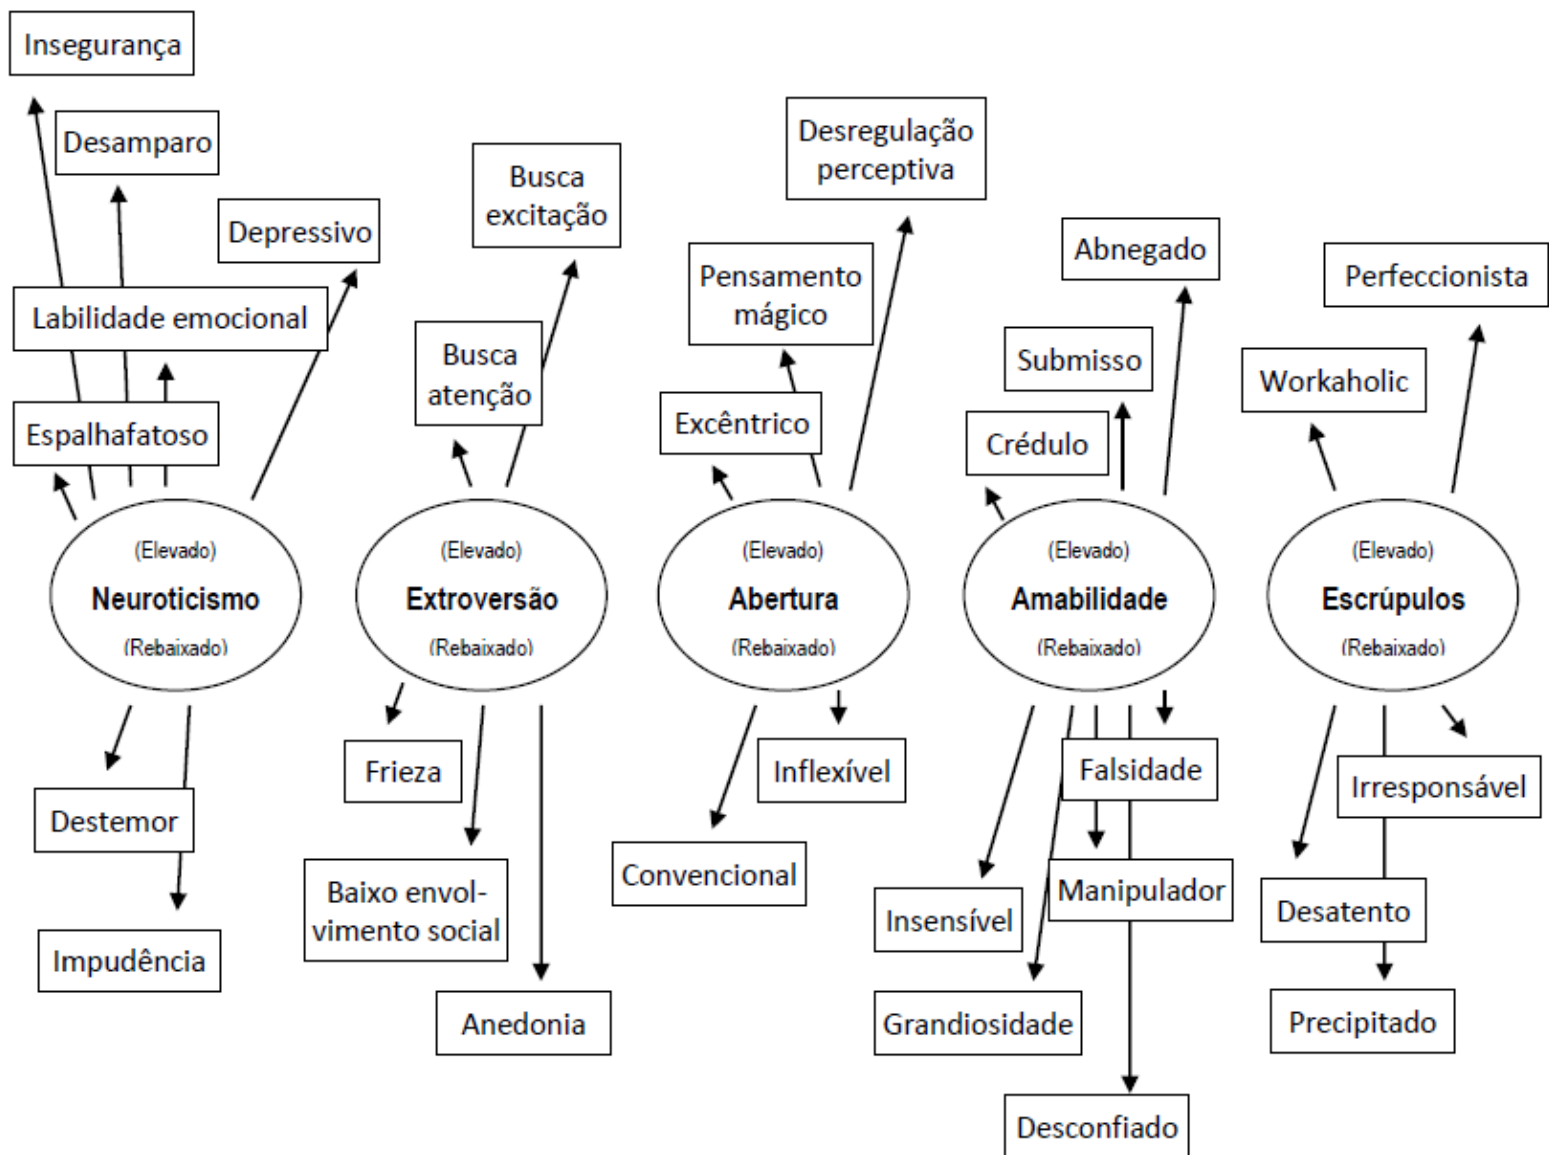 Insegurança
Desamparo
Depressivo
Labilidade emocional
Espalhafatoso
(Elevado)
Neuroticismo
(Rebaixado)
Destemor
Impudência
Busca
excitação
Busca
atenção
(Elevado)
Extroversão
(Rebaixado)
Frieza
Baixo envol-
vimento social
Anedonia
Desregulação
perceptiva
Pensamento
mágico
Excêntrico
(Elevado)
Abertura
(Rebaixado)
Inflexível
Convencional
Abnegado
Submisso
Crédulo
(Elevado)
Amabilidade
(Rebaixado)
Falsidade
Manipulador
Insensível
Grandiosidade
Desconfiado
Perfeccionista
Workaholic
(Elevado)
Escrúpulos
(Rebaixado)
Irresponsável
Desatento
Precipitado